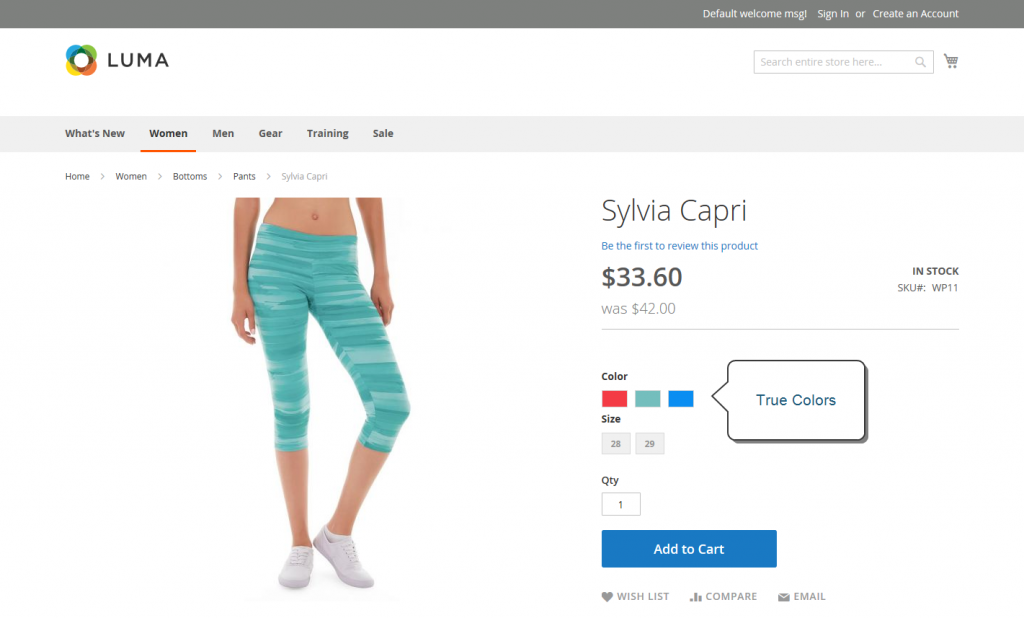 Default welcome msg! Sign In or Create an Account
LUMA
Search entire store here...
What's New Women Men Gear Training Sale
Home > Women > Bottoms > Pants > Sylvia Capri
Sylvia Capri
Be the first to review this product
$33.60
IN STOCK
was $42.00
SKU#: WP11
Color
True Colors
Size
28 29
Qty
1
Add to Cart
WISH LIST COMPARE EMAIL